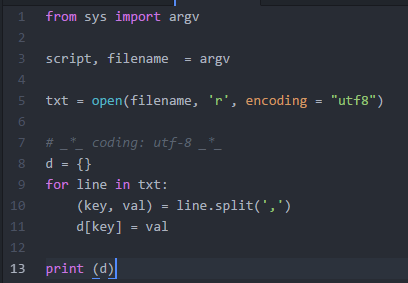 1 from sys import argv
2
3 script, filename  = argv
4
5 txt = open(filename, 'r', encoding = "utf8")
6
7 # _*_ coding: utf-8 _*_
8 d = {}
9 for line in txt:
10     (key, val) = line.split(',')
11     d[key] = val
12
13 print (d)